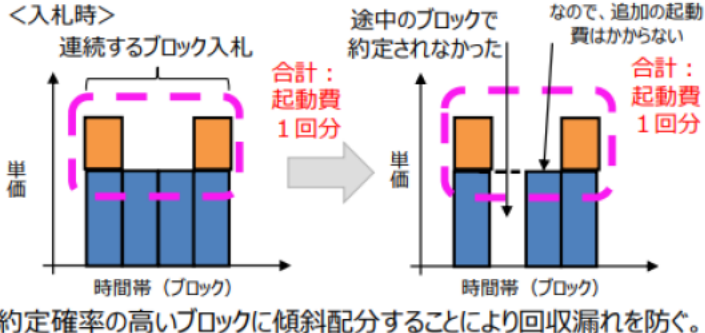 ＜入札時＞
連続するブロック入札
合計：
起動費
１回分
単価
時間帯（ブロック）
途中のブロックで
約定されなかった
なので、追加の起動
費はかからない
合計：
起動費
１回分
単価
時間帯（ブロック）
約定確率の高いブロックに傾斜配分することにより回収漏れを防ぐ。